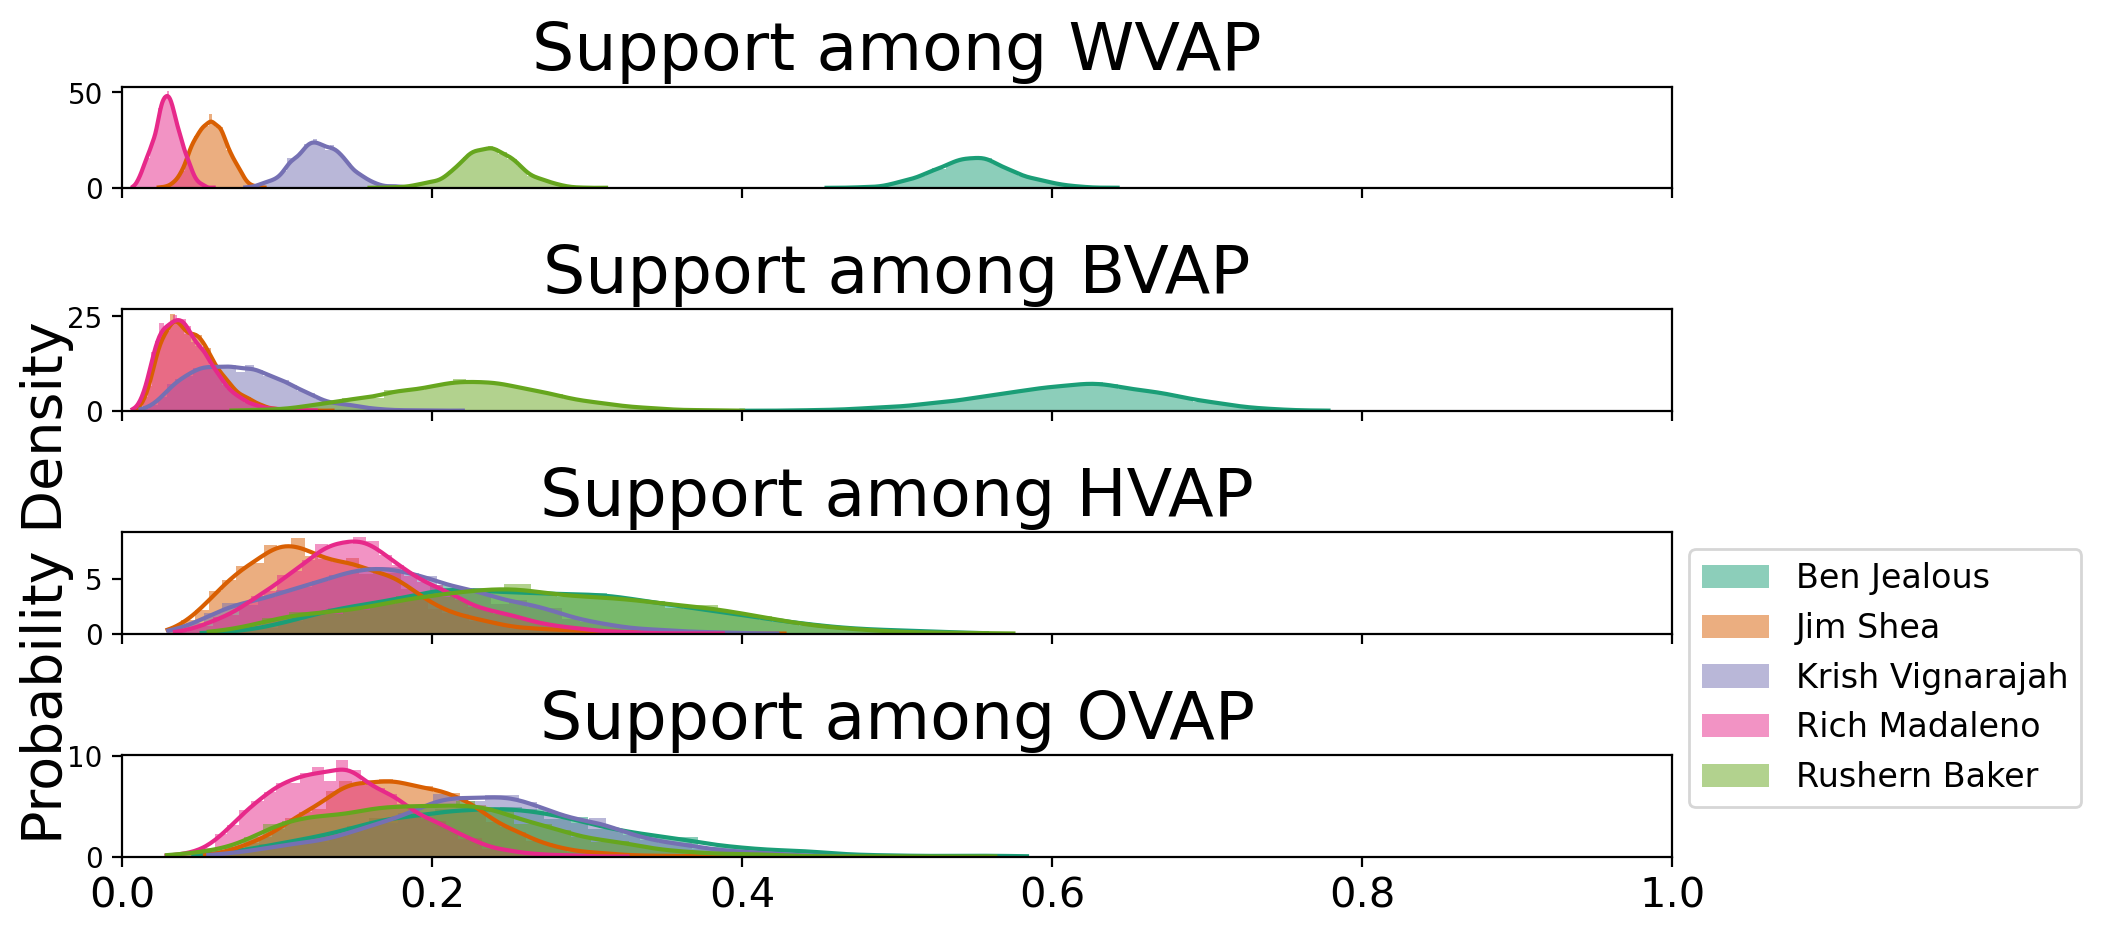 Support among WVAP
50
0
Support among BVAP
25
0
Support among HVAP
5
0
Support among OVAP
10
0
0.0 0.2 0.4 0.6 0.8 1.0
Probability Density
Ben Jealous
Jim Shea
Krish Vignarajah
Rich Madaleno
Rushern Baker